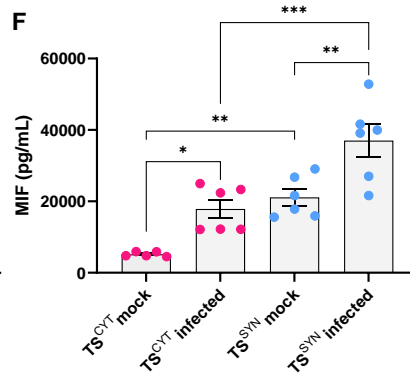 F
***
**
**
*
MIF (pg/mL)
60000
40000
20000
0
TS^CYT mock
TS^CYT infected
TS^SYN mock
TS^SYN infected